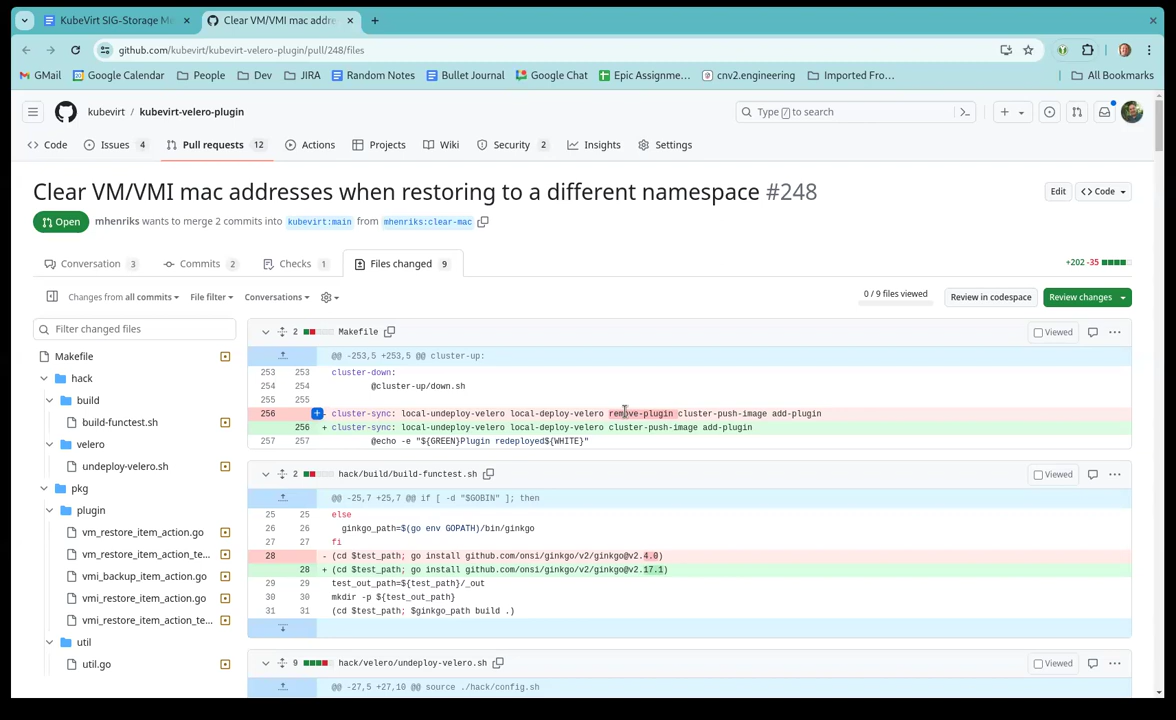 KubeVirt SIG-Storage M
Clear VM/VMI mac addre
github.com/kubevirt/kubevirt-velero-plugin/pull/248/files
GMail Google Calendar People Dev JIRA Random Notes Bullet Journal Google Chat Epic Assignme... cnv2.engineering Imported Fro... All Bookmarks
kubevirt / kubevirt-velero-plugin Type / to search
Code Issues 4 Pull requests 12 Actions Projects Wiki Security 2 Insights Settings
Clear VM/VMI mac addresses when restoring to a different namespace #248
Edit <> Code
Open mhenriks wants to merge 2 commits into kubevirt:main from mhenriks:clear-mac
Conversation 3 Commits 2 Checks 1 Files changed 9 +202 -35
Changes from all commits File filter Conversations 0 / 9 files viewed Review in codespace Review changes
Filter changed files
Makefile
hack
build
build-functest.sh
velero
undeploy-velero.sh
pkg
plugin
vm_restore_item_action.go
vm_restore_item_action_te...
vmi_backup_item_action.go
vmi_restore_item_action.go
vmi_restore_item_action_te...
util
util.go
2 Makefile Viewed
@@ -253,5 +253,5 @@ cluster-up:
253 253 cluster-down:
254 254 @cluster-up/down.sh
255 255
256 - cluster-sync: local-undeploy-velero local-deploy-velero remove-plugin cluster-push-image add-plugin
256 + cluster-sync: local-undeploy-velero local-deploy-velero cluster-push-image add-plugin
257 257 @echo -e "${GREEN}Plugin redeployed${WHITE}"
2 hack/build/build-functest.sh Viewed
@@ -25,7 +25,7 @@ if [ -d "$GOBIN" ]; then
25 25 else
26 26 ginkgo_path=$(go env GOPATH)/bin/ginkgo
27 27 fi
28 - (cd $test_path; go install github.com/onsi/ginkgo/v2/ginkgo@v2.4.0)
28 + (cd $test_path; go install github.com/onsi/ginkgo/v2/ginkgo@v2.17.1)
29 29 test_out_path=${test_path}/_out
30 30 mkdir -p ${test_out_path}
31 31 (cd $test_path; $ginkgo_path build .)
9 hack/velero/undeploy-velero.sh Viewed
@@ -27,5 +27,10 @@ source ./hack/config.sh